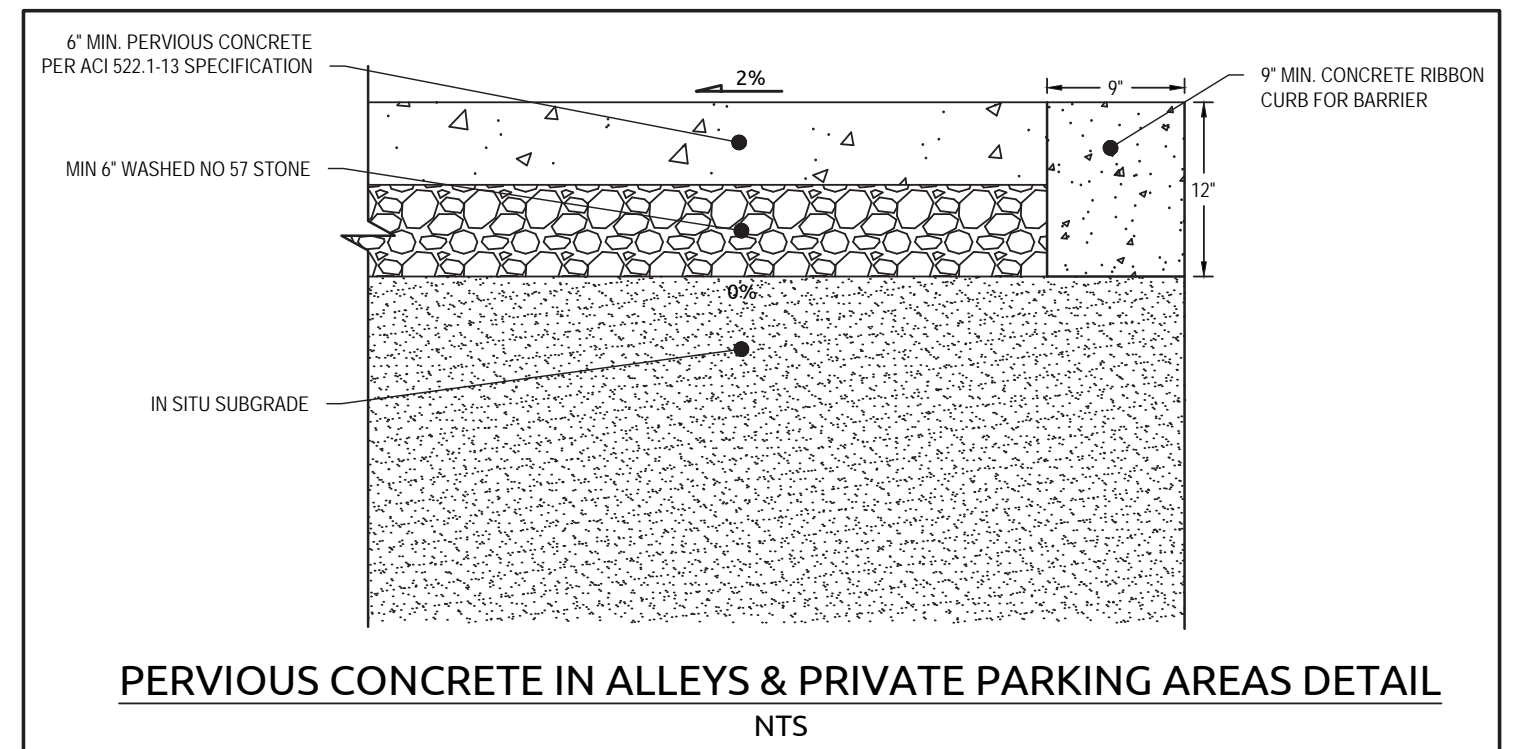 6" MIN. PERVIOUS CONCRETE
PER ACI 522.1-13 SPECIFICATION
2%
9"
9" MIN. CONCRETE RIBBON
CURB FOR BARRIER
MIN 6" WASHED NO 57 STONE
12"
0%
IN SITU SUBGRADE
PERVIOUS CONCRETE IN ALLEYS & PRIVATE PARKING AREAS DETAIL
NTS